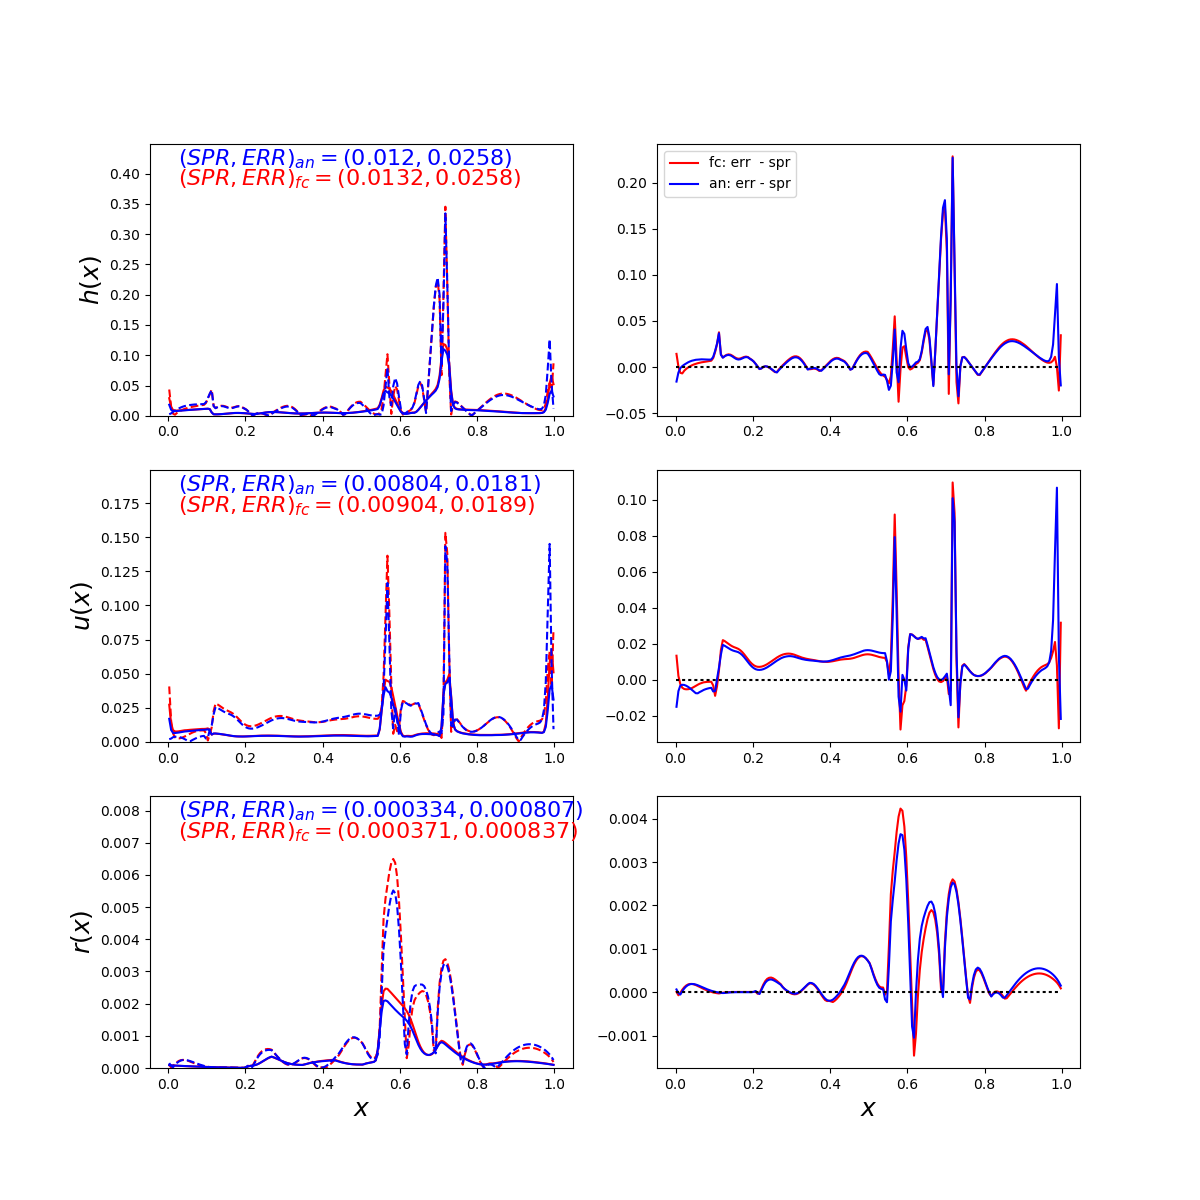 (SPR, ERR)an = (0.012, 0.0258)
(SPR, ERR)fc = (0.0132, 0.0258)
0.40
0.35
0.30
0.25
0.20
0.15
0.10
0.05
0.00
h(x)
0.0 0.2 0.4 0.6 0.8 1.0
fc: err - spr
an: err - spr
0.20
0.15
0.10
0.05
0.00
−0.05
0.0 0.2 0.4 0.6 0.8 1.0
(SPR, ERR)an = (0.00804, 0.0181)
(SPR, ERR)fc = (0.00904, 0.0189)
0.175
0.150
0.125
0.100
0.075
0.050
0.025
0.000
u(x)
0.0 0.2 0.4 0.6 0.8 1.0
0.10
0.08
0.06
0.04
0.02
0.00
−0.02
0.0 0.2 0.4 0.6 0.8 1.0
(SPR, ERR)an = (0.000334, 0.000807)
(SPR, ERR)fc = (0.000371, 0.000837)
0.008
0.007
0.006
0.005
0.004
0.003
0.002
0.001
0.000
r(x)
0.0 0.2 0.4 0.6 0.8 1.0
x
0.004
0.003
0.002
0.001
0.000
−0.001
0.0 0.2 0.4 0.6 0.8 1.0
x